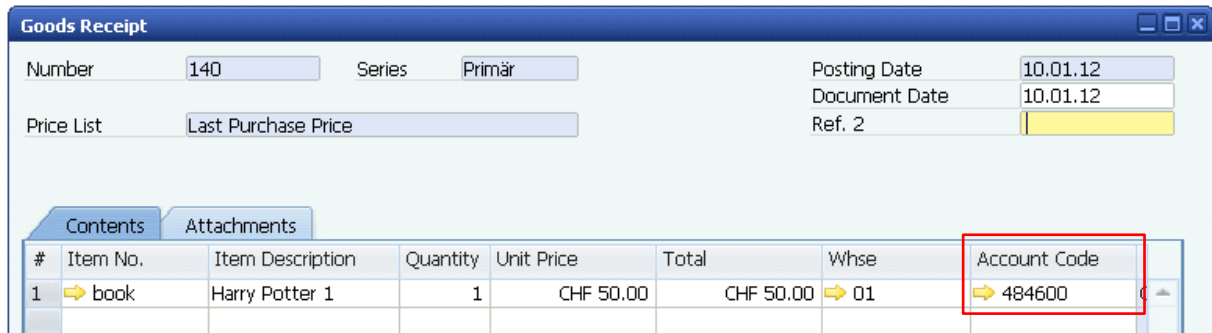 Goods Receipt
Number 140 Series Primär Posting Date 10.01.12
Document Date 10.01.12
Price List Last Purchase Price Ref. 2
Contents Attachments
# Item No. Item Description Quantity Unit Price Total Whse Account Code
1 book Harry Potter 1 1 CHF 50.00 CHF 50.00 01 484600